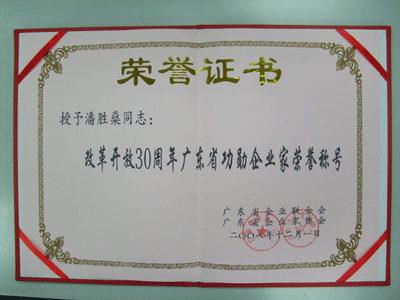 荣誉证书
授予潘胜燊同志：
改革开放30周年广东省功勋企业家荣誉称号
广东省企业联合会
广东省企业家协会
二〇〇八年十二月一日